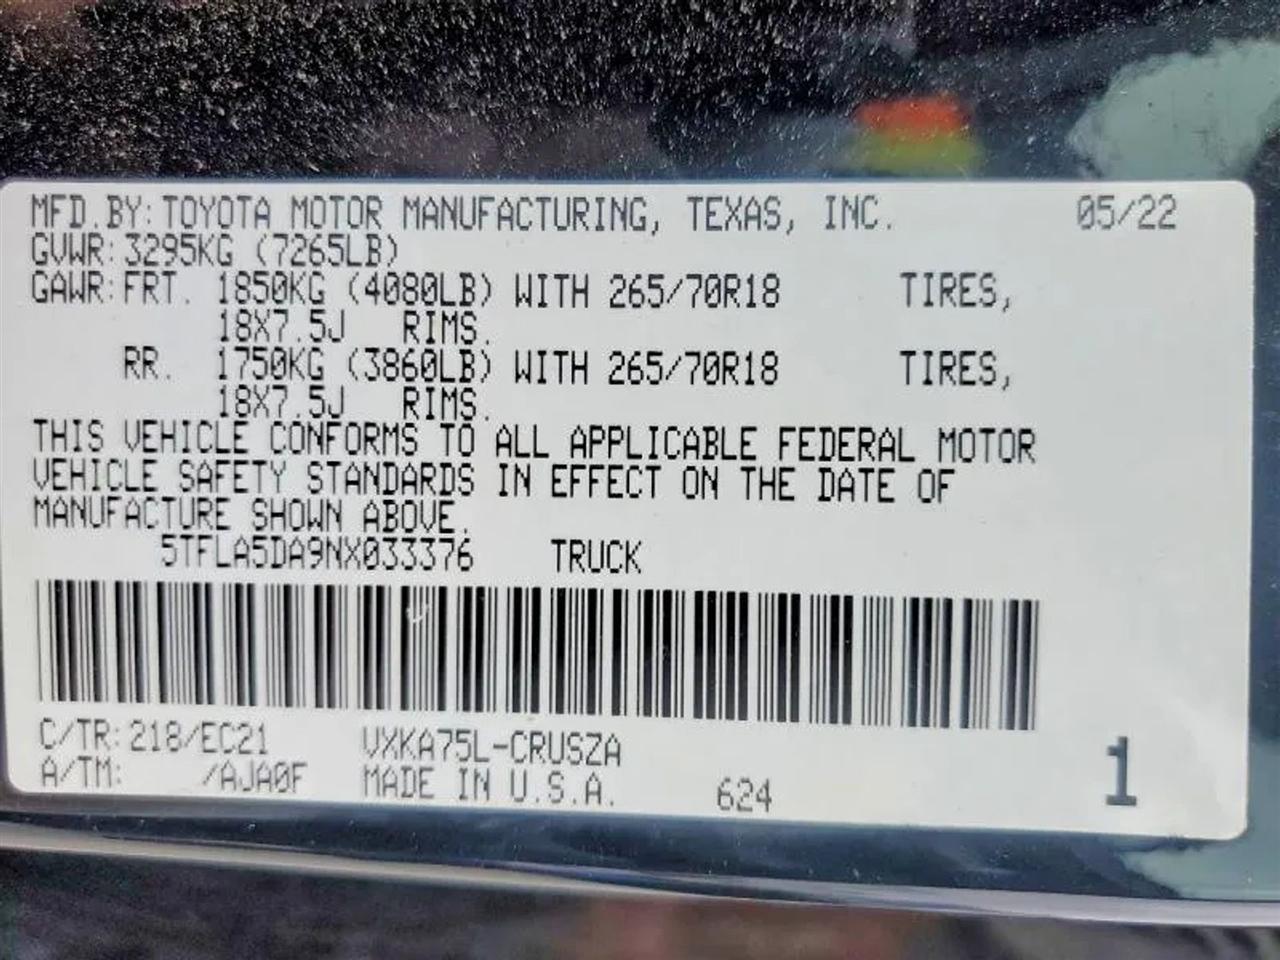 MFD.BY:TOYOTA MOTOR MANUFACTURING, TEXAS, INC. 05/22
GVWR:3295KG (7265LB)
GAWR:FRT. 1850KG (4080LB) WITH 265/70R18 TIRES,
18X7.5J RIMS.
RR. 1750KG (3860LB) WITH 265/70R18 TIRES,
18X7.5J RIMS.
THIS VEHICLE CONFORMS TO ALL APPLICABLE FEDERAL MOTOR
VEHICLE SAFETY STANDARDS IN EFFECT ON THE DATE OF
MANUFACTURE SHOWN ABOVE.
5TFLA5DA9NX033376 TRUCK
C/TR:218/EC21 VXKA75L-CRUSZA
A/TM: /AJA0F MADE IN U.S.A. 624 1